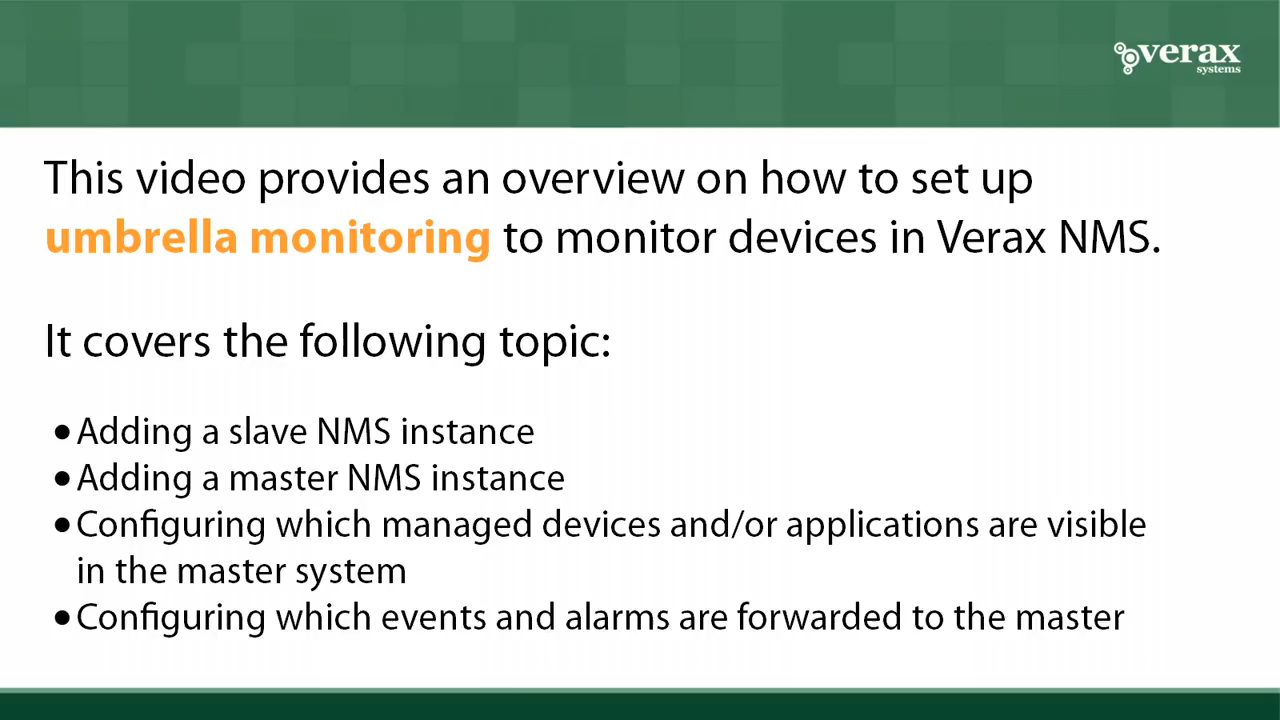 verax
systems
This video provides an overview on how to set up
umbrella monitoring to monitor devices in Verax NMS.
It covers the following topic:
•Adding a slave NMS instance
•Adding a master NMS instance
•Configuring which managed devices and/or applications are visible
in the master system
•Configuring which events and alarms are forwarded to the master